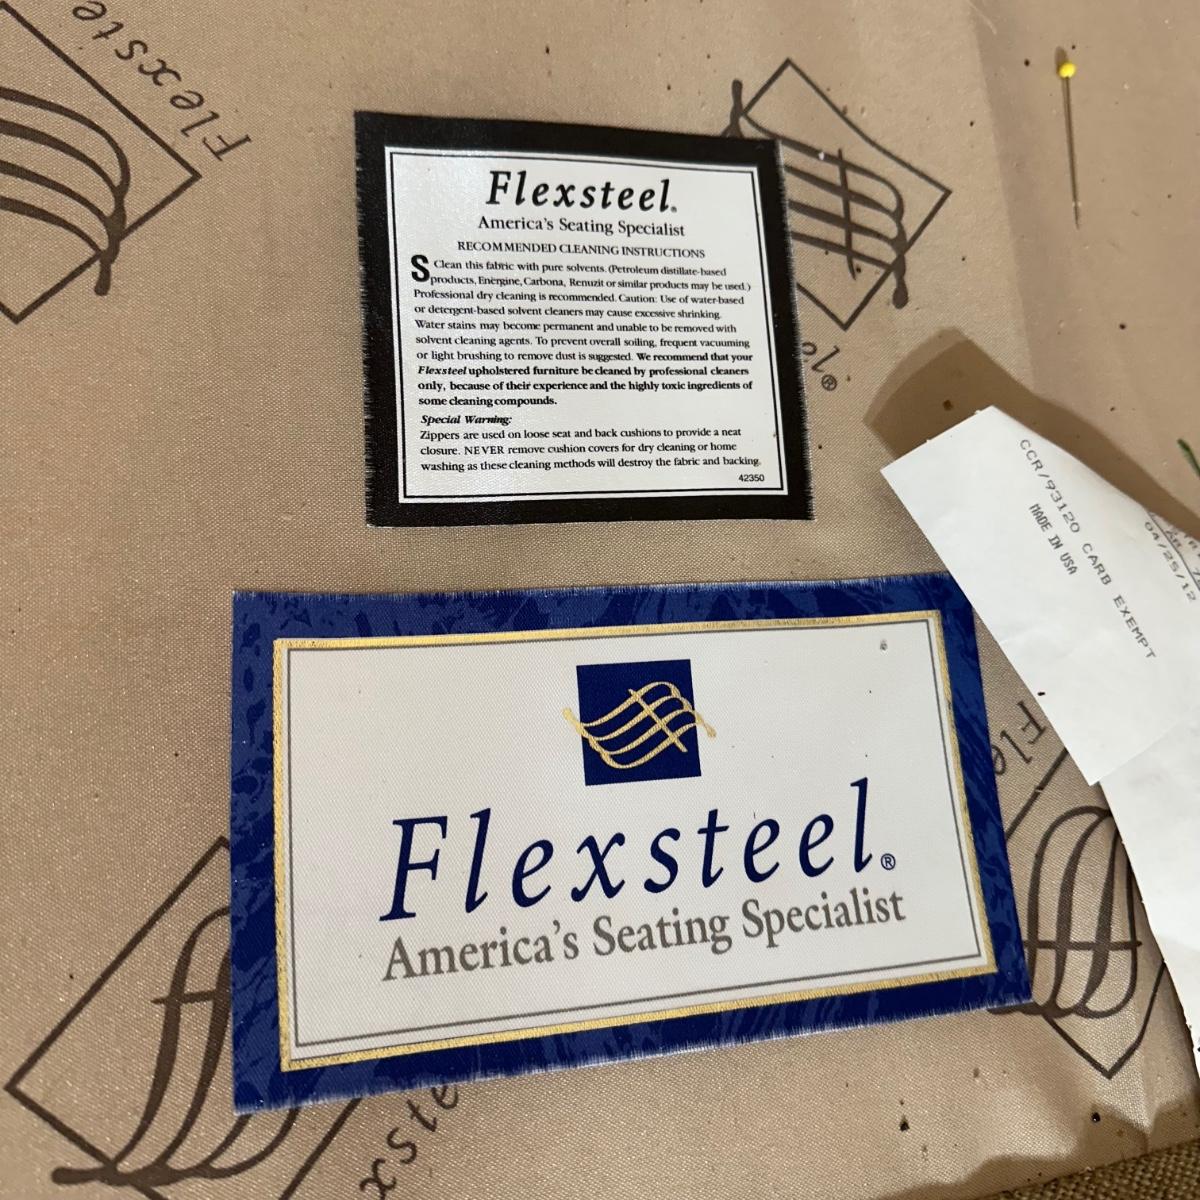 Flexste
Flexsteel®
America's Seating Specialist
RECOMMENDED CLEANING INSTRUCTIONS
S Clean this fabric with pure solvents. (Petroleum distillate-based
products, Energine, Carbona, Renuzit or similar products may be used.)
Professional dry cleaning is recommended. Caution: Use of water-based
or detergent-based solvent cleaners may cause excessive shrinking.
Water stains may become permanent and unable to be removed with
solvent cleaning agents. To prevent overall soiling, frequent vacuuming
or light brushing to remove dust is suggested. We recommend that your
Flexsteel upholstered furniture be cleaned by professional cleaners
only, because of their experience and the highly toxic ingredients of
some cleaning compounds.
Special Warning:
Zippers are used on loose seat and back cushions to provide a neat
closure. NEVER remove cushion covers for dry cleaning or home
washing as these cleaning methods will destroy the fabric and backing.
42350
el®
CCR/93120 CARB EXEMPT
MADE IN USA
04/25/12
Fle
Flexsteel®
America's Seating Specialist
xste